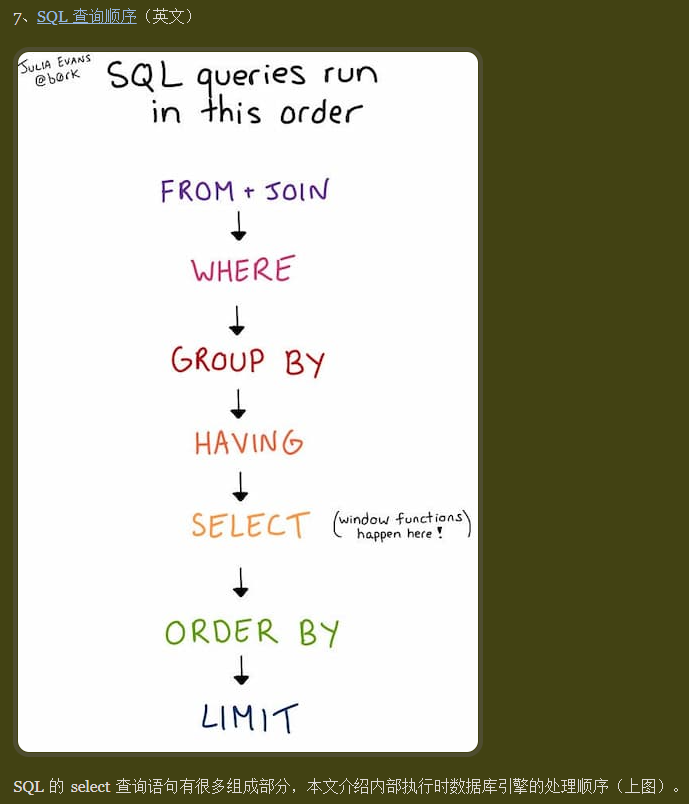 7、SQL 查询顺序（英文）
JULIA EVANS
@b0rk
SQL queries run
in this order
FROM + JOIN
WHERE
GROUP BY
HAVING
SELECT (window functions
happen here!)
ORDER BY
LIMIT
SQL 的 select 查询语句有很多组成部分，本文介绍内部执行时数据库引擎的处理顺序（上图）。